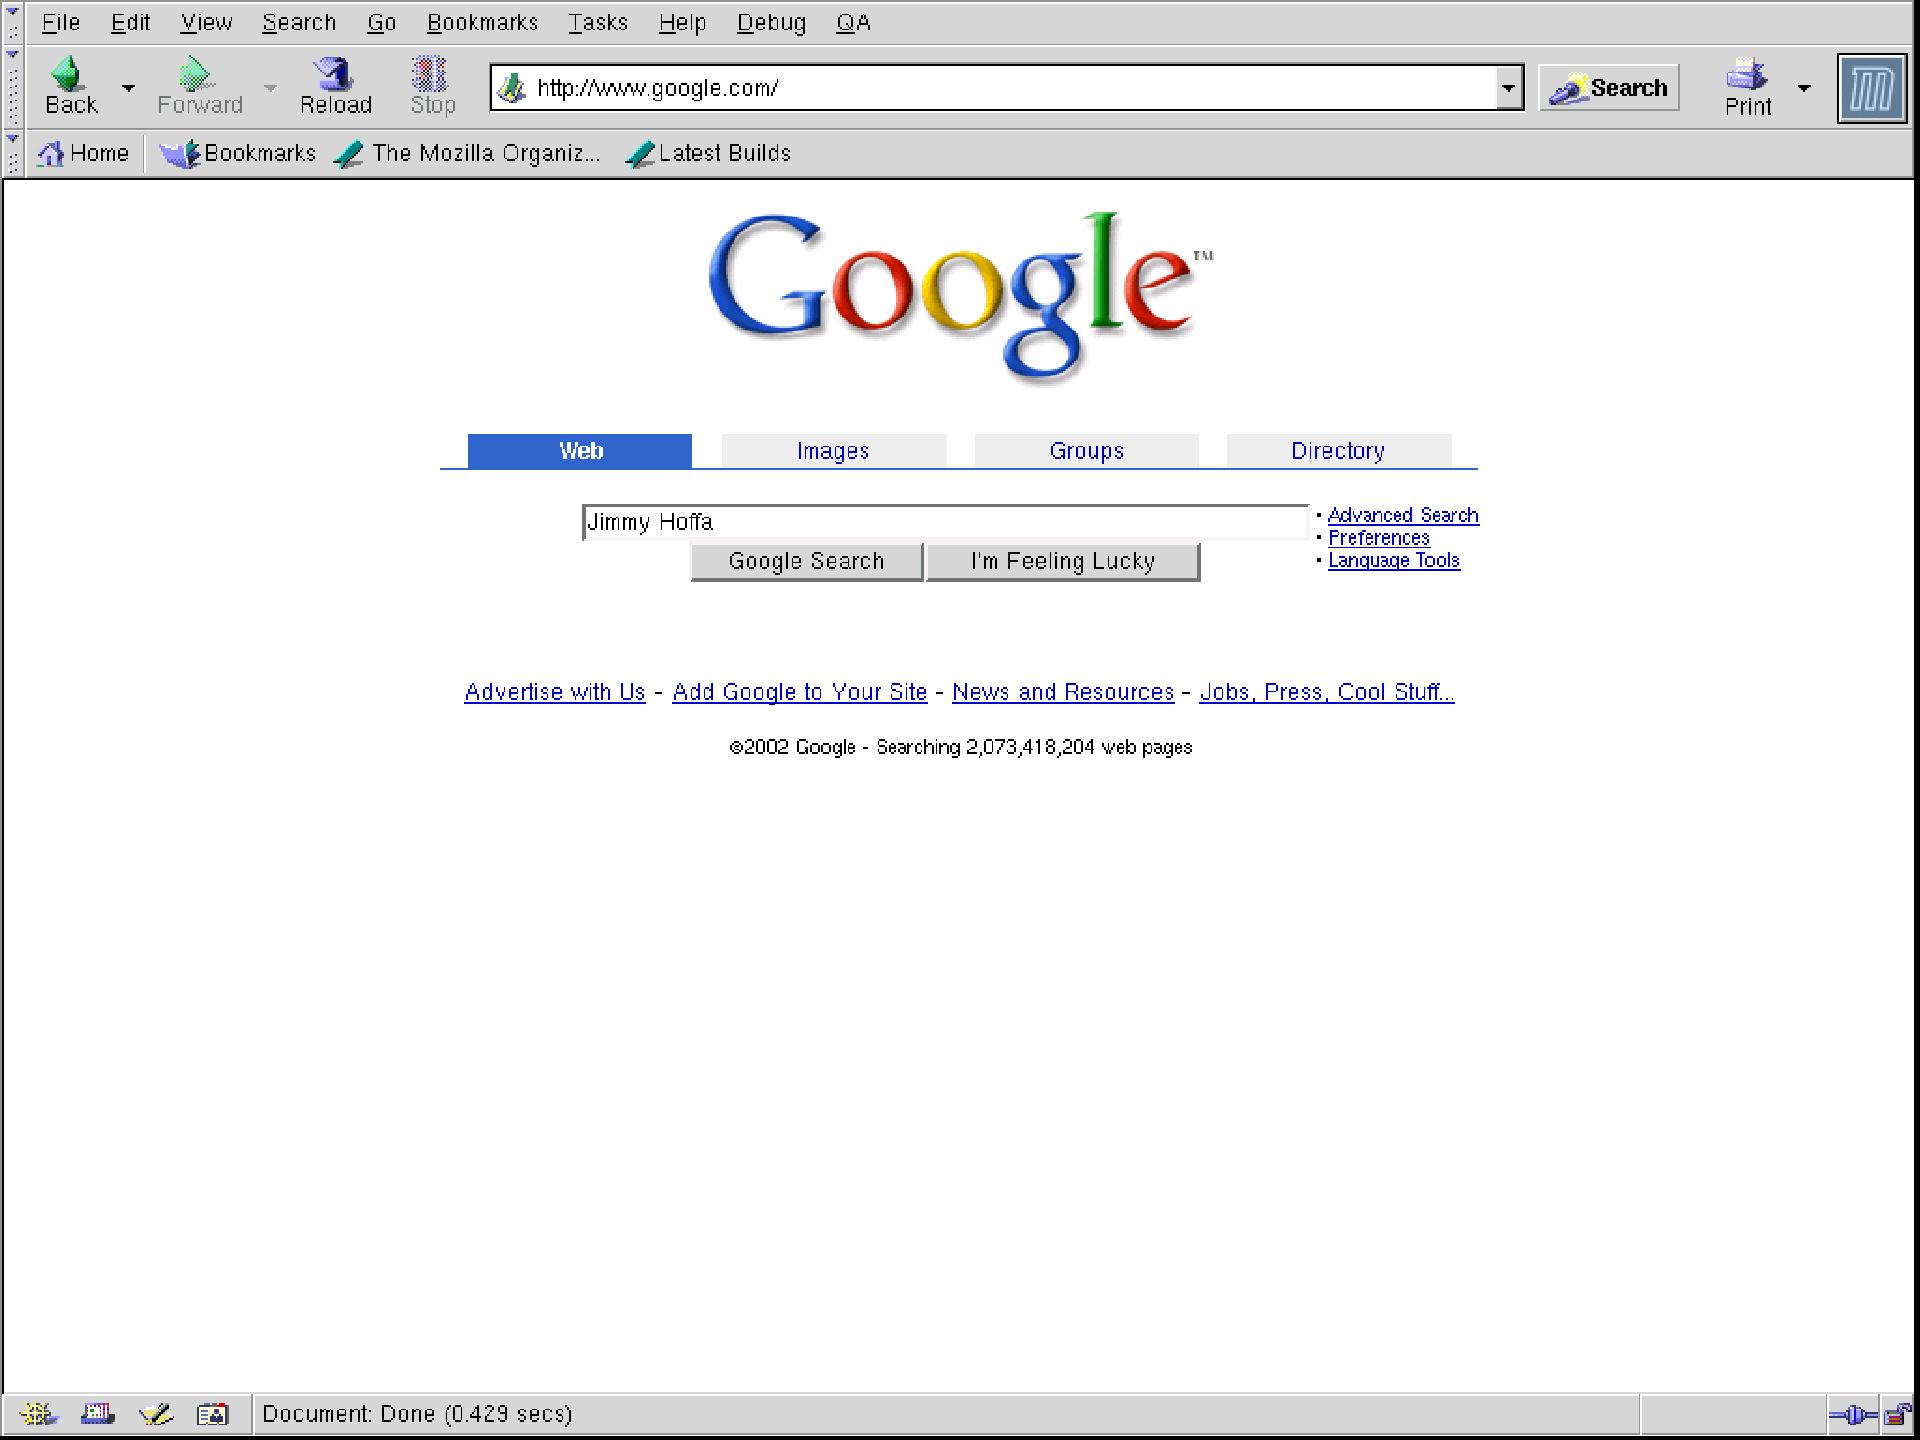 File Edit View Search Go Bookmarks Tasks Help Debug QA
Back Forward Reload Stop http://www.google.com/ Search Print
Home Bookmarks The Mozilla Organiz... Latest Builds
Google™
Web Images Groups Directory
Jimmy Hoffa
Google Search I'm Feeling Lucky
• Advanced Search
• Preferences
• Language Tools
Advertise with Us - Add Google to Your Site - News and Resources - Jobs, Press, Cool Stuff...
©2002 Google - Searching 2,073,418,204 web pages
Document: Done (0.429 secs)